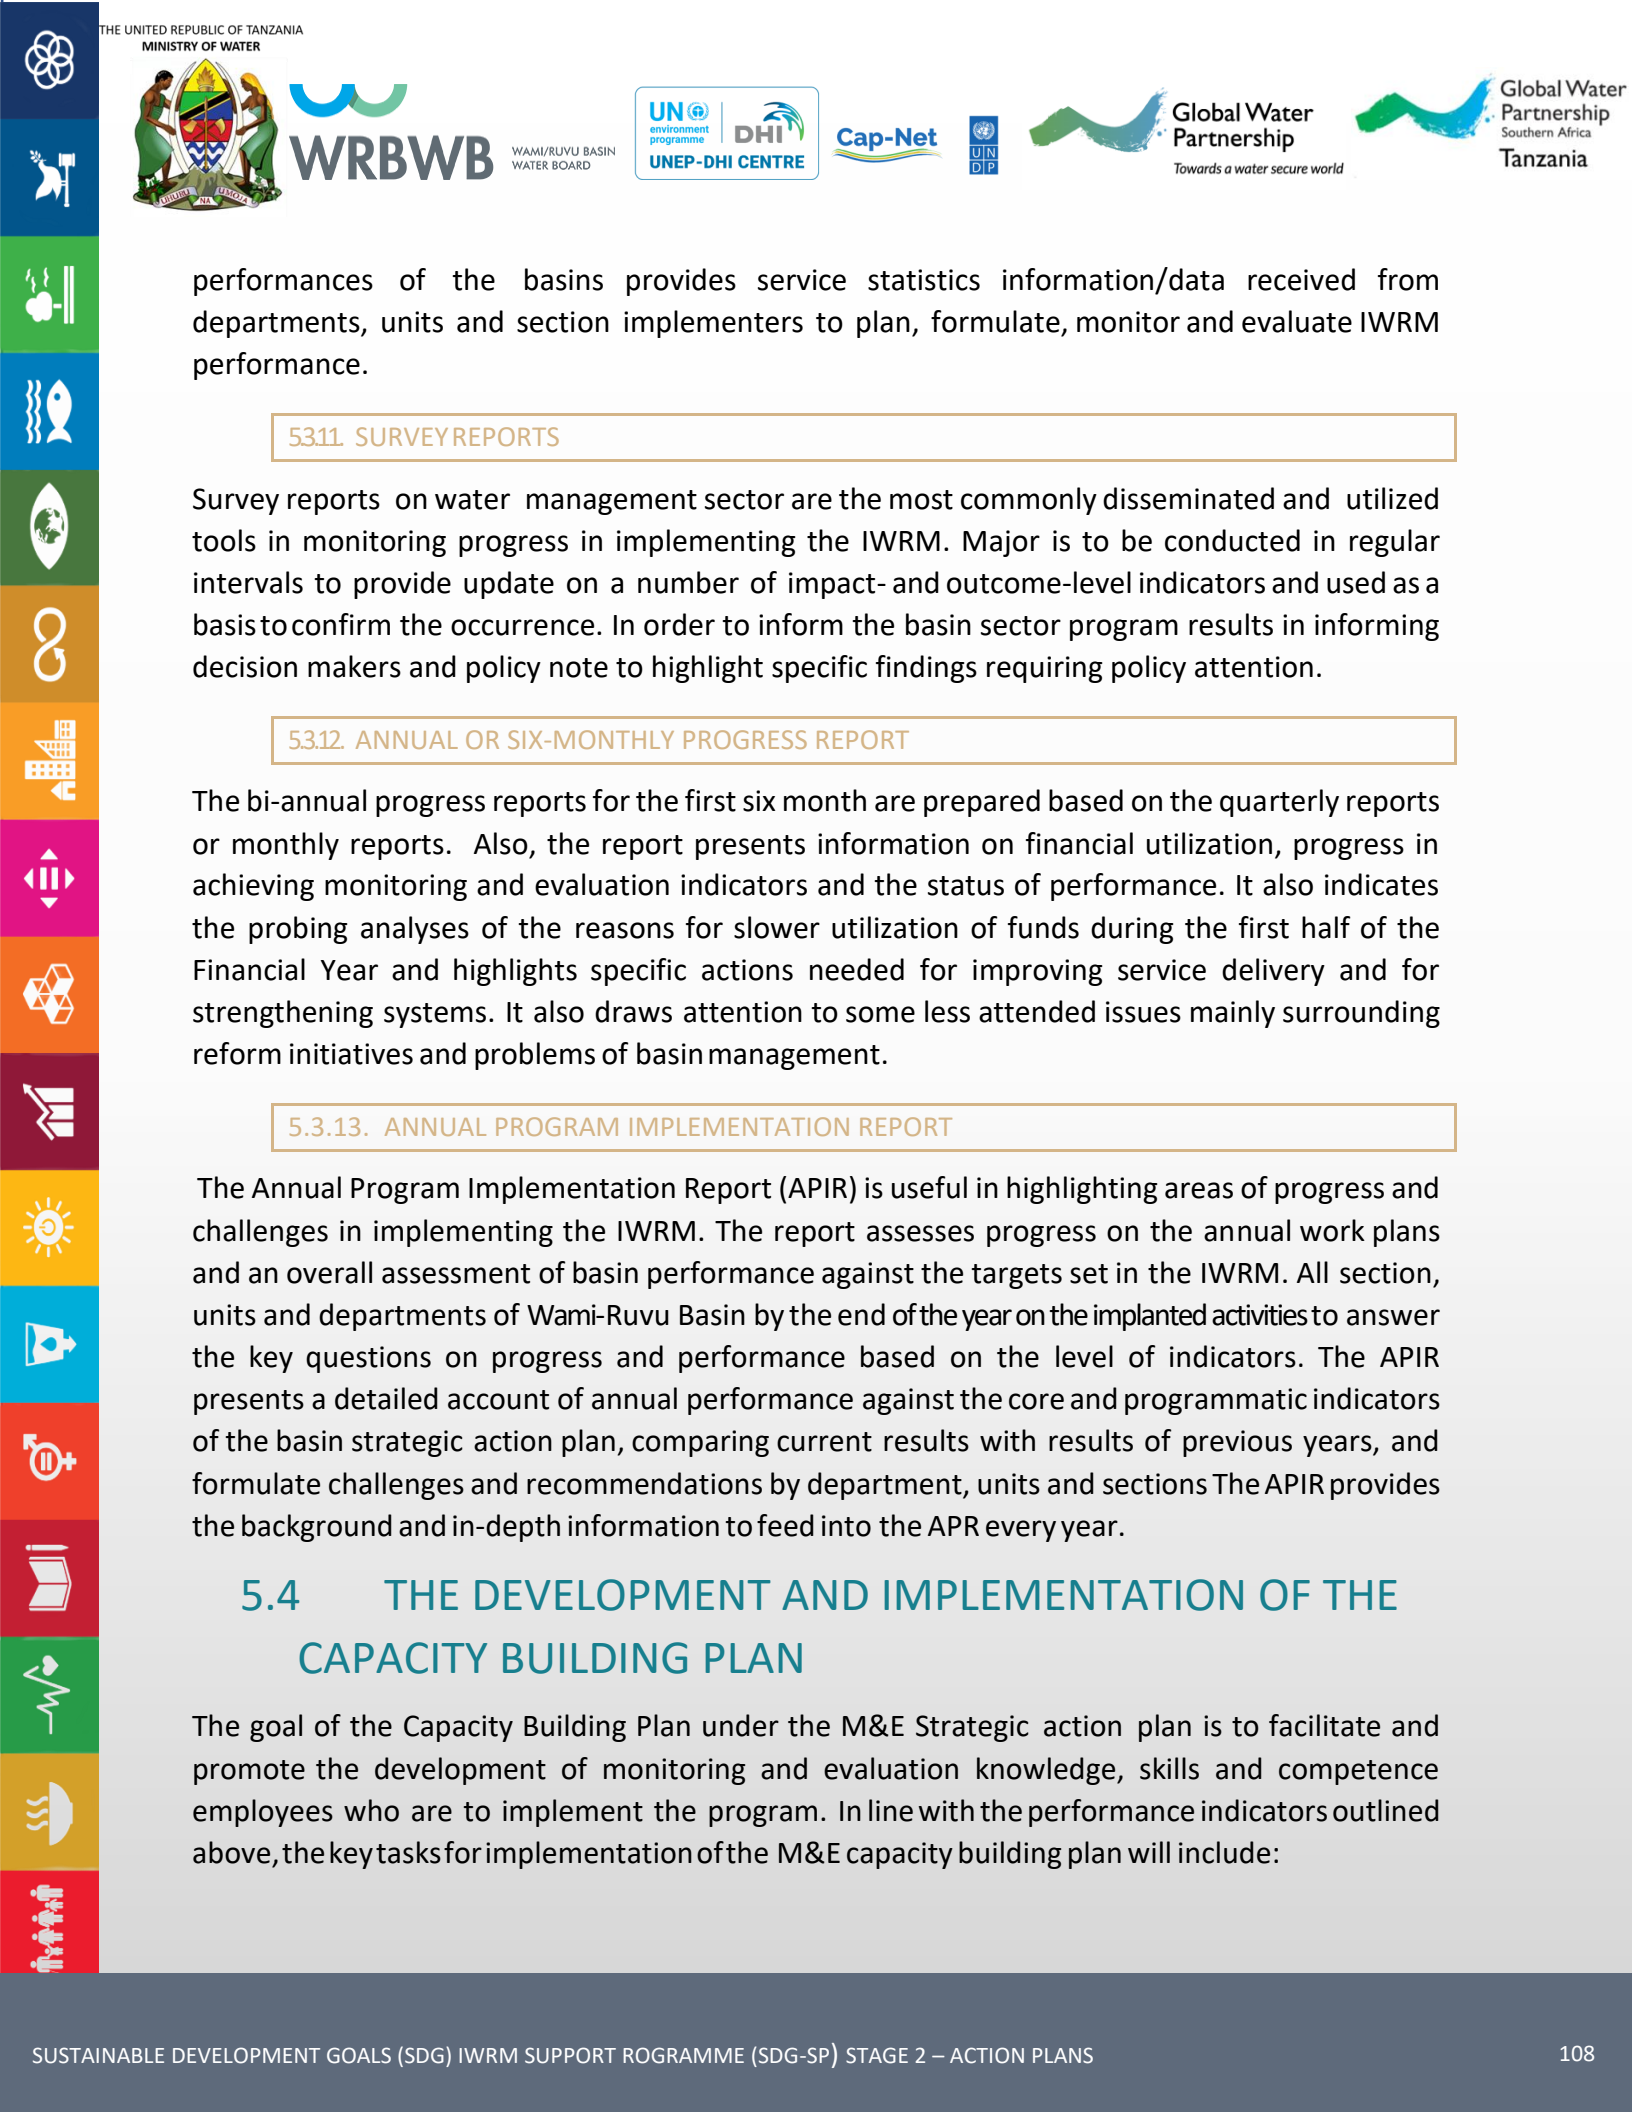 THE UNITED REPUBLIC OF TANZANIA
MINISTRY OF WATER
UHURU NA UMOJA
WRBWB
WAMI/RUVU BASIN
WATER BOARD
UN
environment
programme
DHI
UNEP-DHI CENTRE
Cap-Net
UN
DP
Global Water
Partnership
Towards a water secure world
Global Water
Partnership
Southern Africa
Tanzania
performances of the basins provides service statistics information/data received from
departments, units and section implementers to plan, formulate, monitor and evaluate IWRM
performance.
5.3.11. SURVEY REPORTS
Survey reports on water management sector are the most commonly disseminated and utilized
tools in monitoring progress in implementing the IWRM. Major is to be conducted in regular
intervals to provide update on a number of impact- and outcome-level indicators and used as a
basis to confirm the occurrence. In order to inform the basin sector program results in informing
decision makers and policy note to highlight specific findings requiring policy attention.
5.3.12. ANNUAL OR SIX-MONTHLY PROGRESS REPORT
The bi-annual progress reports for the first six month are prepared based on the quarterly reports
or monthly reports. Also, the report presents information on financial utilization, progress in
achieving monitoring and evaluation indicators and the status of performance. It also indicates
the probing analyses of the reasons for slower utilization of funds during the first half of the
Financial Year and highlights specific actions needed for improving service delivery and for
strengthening systems. It also draws attention to some less attended issues mainly surrounding
reform initiatives and problems of basin management.
5.3.13. ANNUAL PROGRAM IMPLEMENTATION REPORT
The Annual Program Implementation Report (APIR) is useful in highlighting areas of progress and
challenges in implementing the IWRM. The report assesses progress on the annual work plans
and an overall assessment of basin performance against the targets set in the IWRM. All section,
units and departments of Wami-Ruvu Basin by the end of the year on the implanted activities to answer
the key questions on progress and performance based on the level of indicators. The APIR
presents a detailed account of annual performance against the core and programmatic indicators
of the basin strategic action plan, comparing current results with results of previous years, and
formulate challenges and recommendations by department, units and sections The APIR provides
the background and in-depth information to feed into the APR every year.
5.4 THE DEVELOPMENT AND IMPLEMENTATION OF THE
CAPACITY BUILDING PLAN
The goal of the Capacity Building Plan under the M&E Strategic action plan is to facilitate and
promote the development of monitoring and evaluation knowledge, skills and competence
employees who are to implement the program. In line with the performance indicators outlined
above, the key tasks for implementation of the M&E capacity building plan will include:
SUSTAINABLE DEVELOPMENT GOALS (SDG) IWRM SUPPORT ROGRAMME (SDG-SP) STAGE 2 – ACTION PLANS
108